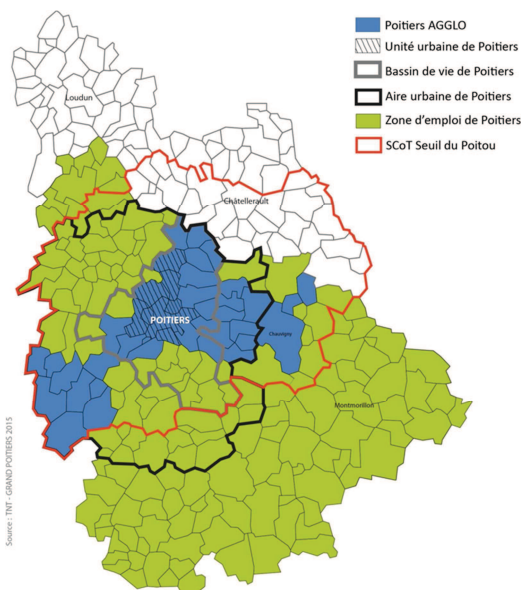 Poitiers AGGLO
Unité urbaine de Poitiers
Bassin de vie de Poitiers
Aire urbaine de Poitiers
Zone d'emploi de Poitiers
SCoT Seuil du Poitou
Loudun
Châtellerault
POITIERS
Chauvigny
Montmorillon
Source : TNT - GRAND POITIERS 2015